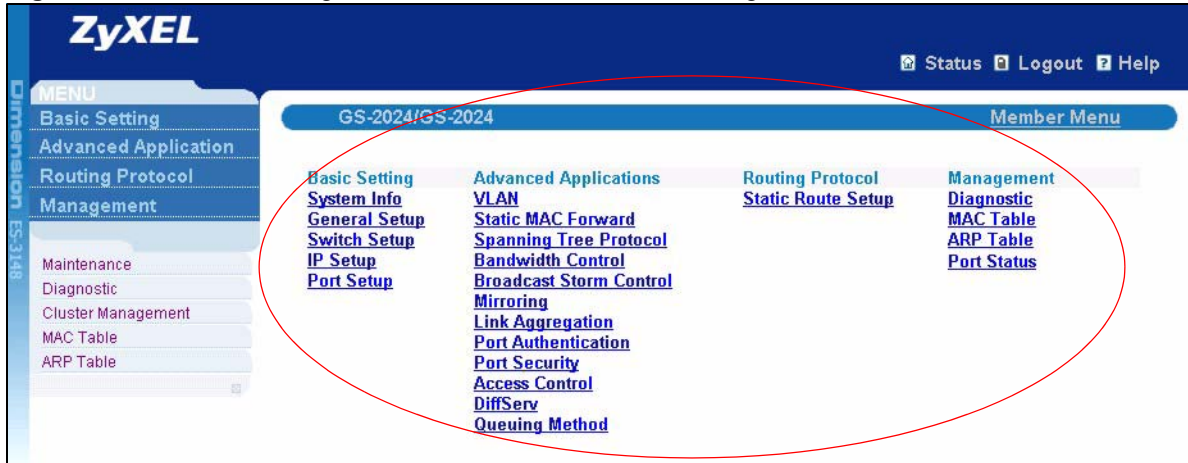 ZyXEL
Status Logout Help
Dimension ES-3148
MENU
Basic Setting
Advanced Application
Routing Protocol
Management
Maintenance
Diagnostic
Cluster Management
MAC Table
ARP Table
GS-2024/GS-2024 Member Menu
Basic Setting
System Info
General Setup
Switch Setup
IP Setup
Port Setup
Advanced Applications
VLAN
Static MAC Forward
Spanning Tree Protocol
Bandwidth Control
Broadcast Storm Control
Mirroring
Link Aggregation
Port Authentication
Port Security
Access Control
DiffServ
Queuing Method
Routing Protocol
Static Route Setup
Management
Diagnostic
MAC Table
ARP Table
Port Status